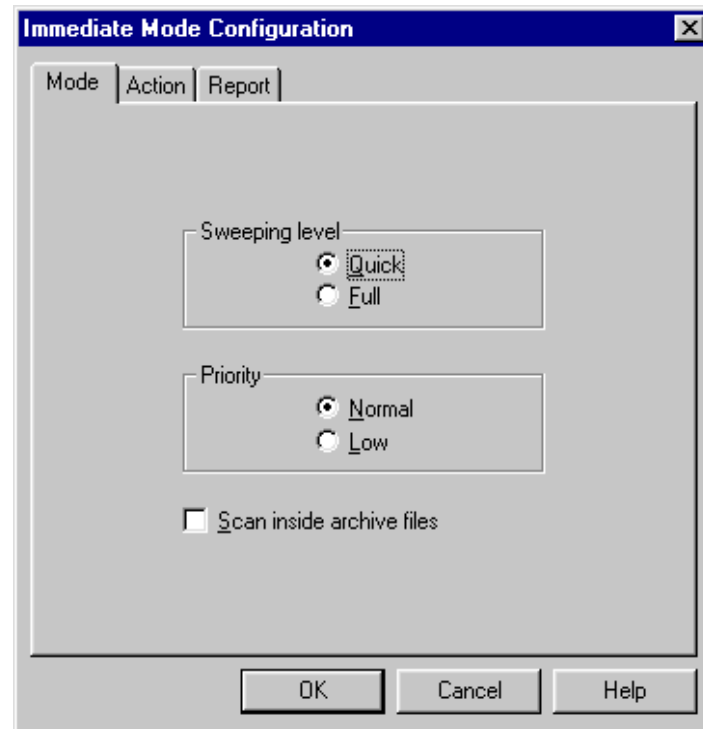 Immediate Mode Configuration
Mode Action Report
Sweeping level
Quick
Full
Priority
Normal
Low
Scan inside archive files
OK Cancel Help